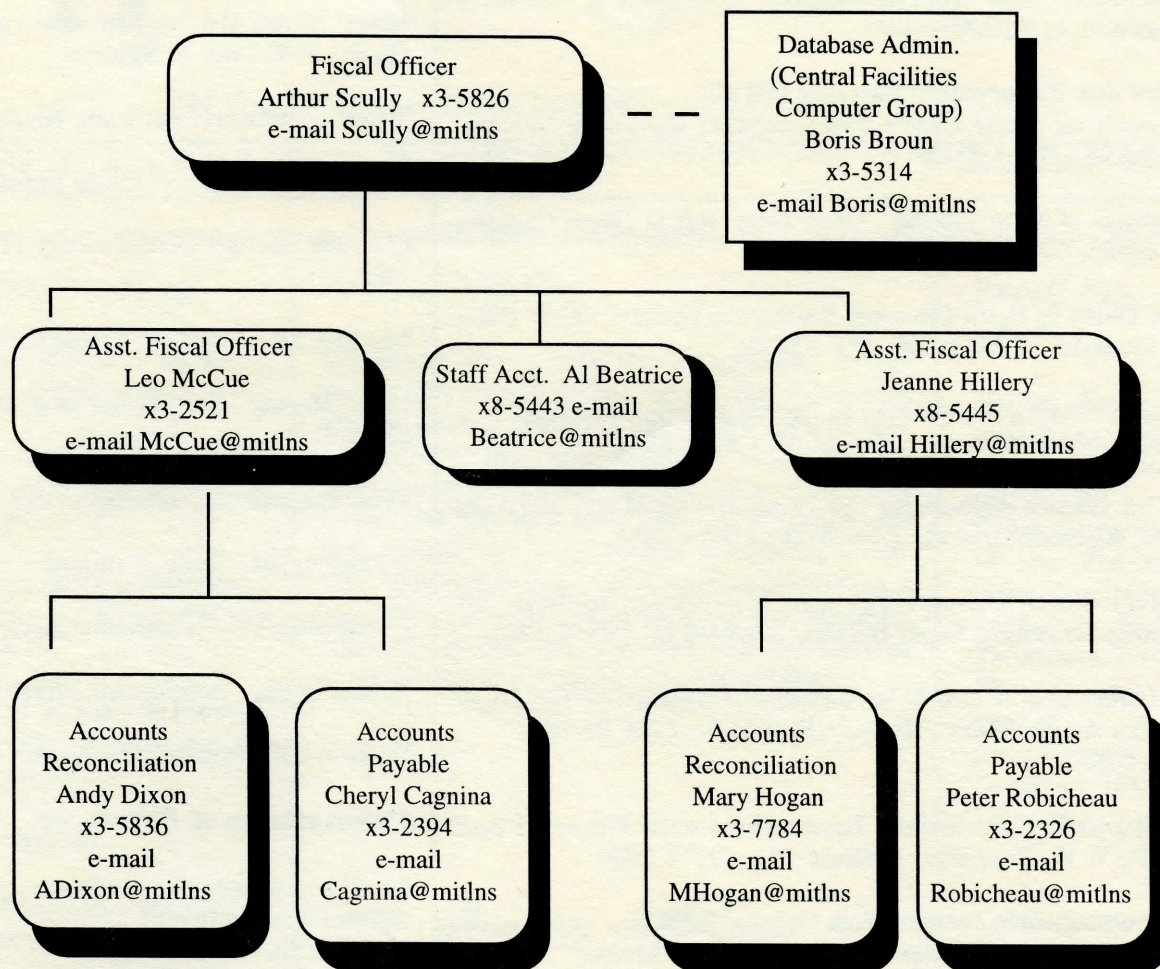 Fiscal Officer
Arthur Scully x3-5826
e-mail Scully@mitlns
Database Admin.
(Central Facilities
Computer Group)
Boris Broun
x3-5314
e-mail Boris@mitlns
Asst. Fiscal Officer
Leo McCue
x3-2521
e-mail McCue@mitlns
Staff Acct. Al Beatrice
x8-5443 e-mail
Beatrice@mitlns
Asst. Fiscal Officer
Jeanne Hillery
x8-5445
e-mail Hillery@mitlns
Accounts
Reconciliation
Andy Dixon
x3-5836
e-mail
ADixon@mitlns
Accounts
Payable
Cheryl Cagnina
x3-2394
e-mail
Cagnina@mitlns
Accounts
Reconciliation
Mary Hogan
x3-7784
e-mail
MHogan@mitlns
Accounts
Payable
Peter Robicheau
x3-2326
e-mail
Robicheau@mitlns